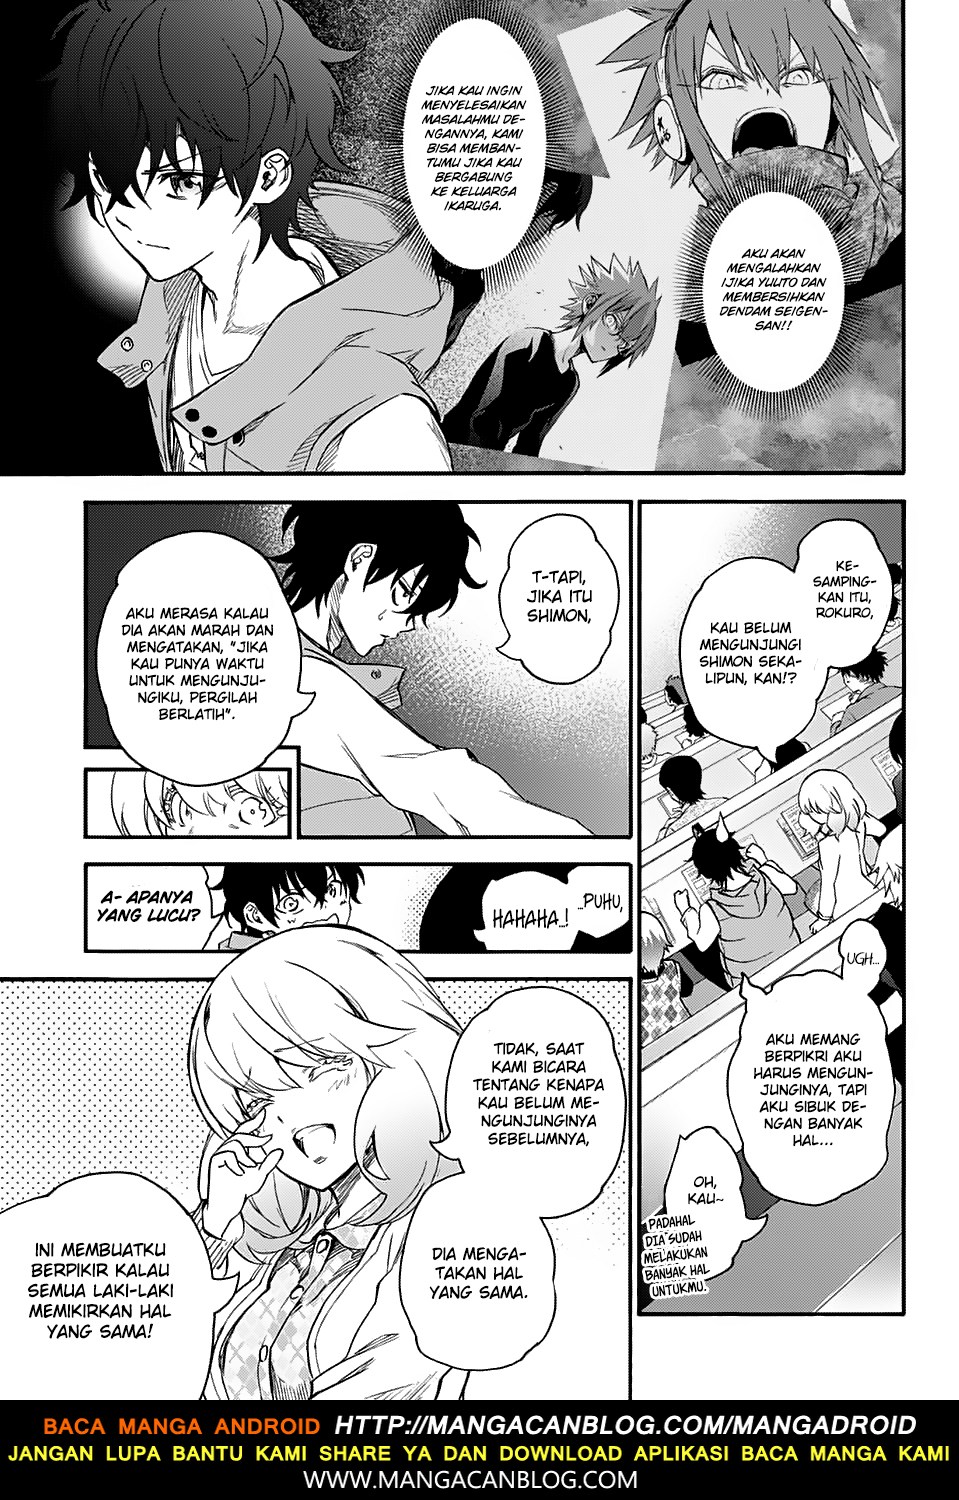 AKU AKAN
MENGALAHKAN
IJIKA YUUTO DAN
MEMBERSIHKAN
DENDAM SEIGEN-
SAN!!
JIKA KAU INGIN
MENYELESAIKAN
MASALAHMU DE-
NGANNYA, KAMI
BISA MEMBAN-
TUMU JIKA KAU
BERGABUNG
KE KELUARGA
IKARUGA.
KE-
SAMPING-
KAN ITU,
ROKURO,
KAU BELUM
MENGUNJUNGI
SHIMON SEKA-
LIPUN, KAN!?
UGH...
AKU MEMANG
BERPIKRI AKU
HARUS MENGUN-
JUNGINYA, TAPI
AKU SIBUK DE-
NGAN BANYAK
HAL...
OH,
KAU~
PADAHAL
DIA SUDAH
MELAKUKAN
BANYAK HAL
UNTUKMU.
T-TAPI,
JIKA ITU
SHIMON,
AKU MERASA KALAU
DIA AKAN MARAH DAN
MENGATAKAN, "JIKA
KAU PUNYA WAKTU
UNTUK MENGUNJU-
NGIKU, PERGILAH
BERLATIH".
...PUHU,
HAHAHA...!
A- APANYA
YANG LUCU?
TIDAK, SAAT
KAMI BICARA
TENTANG KENAPA
KAU BELUM ME-
NGUNJUNGINYA
SEBELUMNYA,
DIA MENGA-
TAKAN HAL
YANG SAMA.
INI MEMBUATKU
BERPIKIR KALAU
SEMUA LAKI-LAKI
MEMIKIRKAN HAL
YANG SAMA!
BACA MANGA ANDROID HTTP://MANGACANBLOG.COM/MANGADROID
JANGAN LUPA BANTU KAMI SHARE YA DAN DOWNLOAD APLIKASI BACA MANGA KAMI
WWW.MANGACANBLOG.COM